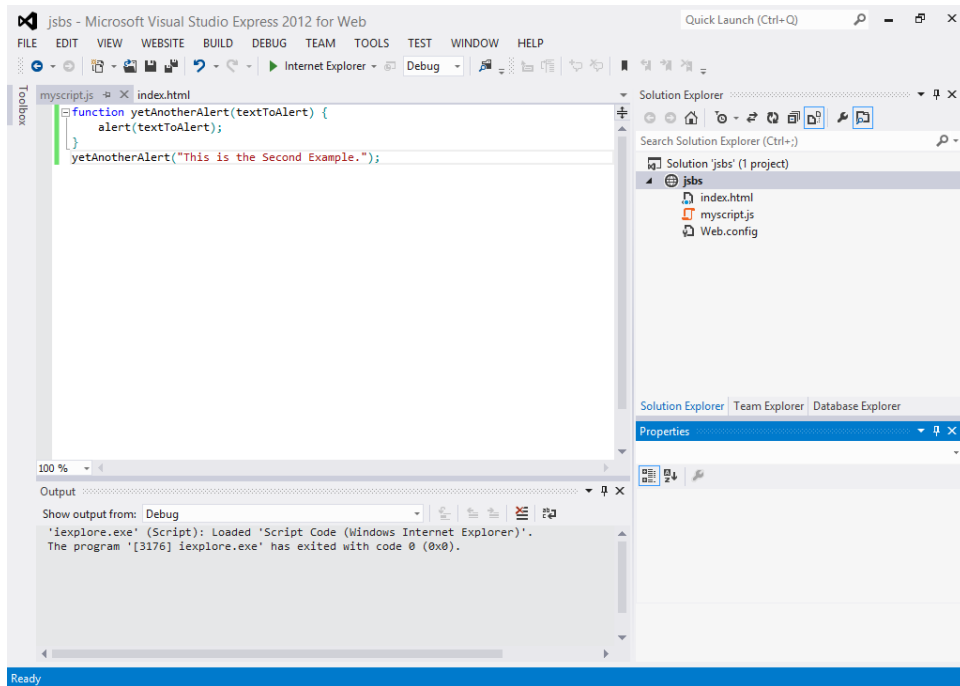 jsbs - Microsoft Visual Studio Express 2012 for Web
Quick Launch (Ctrl+Q)
FILE EDIT VIEW WEBSITE BUILD DEBUG TEAM TOOLS TEST WINDOW HELP
Internet Explorer Debug
Toolbox
myscript.js index.html
function yetAnotherAlert(textToAlert) {
alert(textToAlert);
}
yetAnotherAlert("This is the Second Example.");
100 %
Output
Show output from: Debug
'iexplore.exe' (Script): Loaded 'Script Code (Windows Internet Explorer)'.
The program '[3176] iexplore.exe' has exited with code 0 (0x0).
Solution Explorer
Search Solution Explorer (Ctrl+;)
Solution 'jsbs' (1 project)
jsbs
index.html
myscript.js
Web.config
Solution Explorer Team Explorer Database Explorer
Properties
Ready